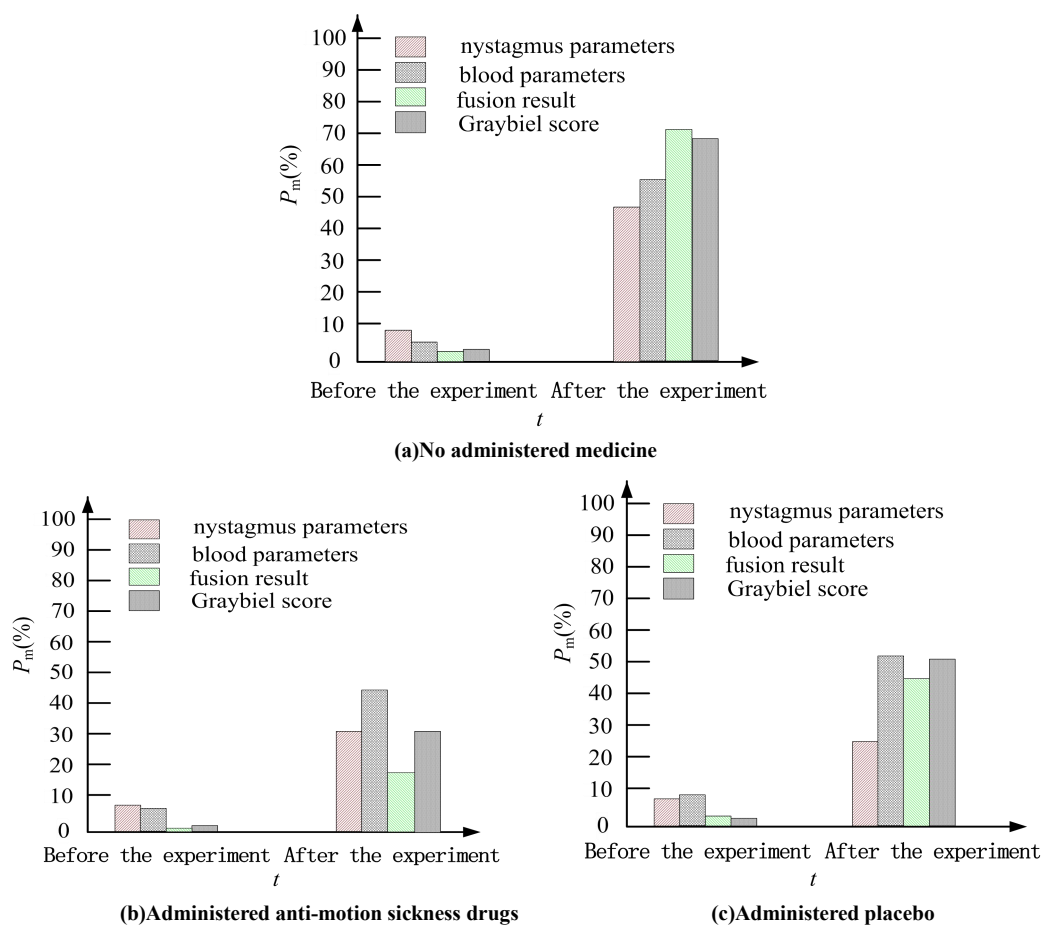 100
90
80
70
60
50
40
30
20
10
0
Pm(%)
nystagmus parameters
blood parameters
fusion result
Graybiel score
Before the experiment After the experiment
t
(a)No administered medicine
100
90
80
70
60
50
40
30
20
10
0
Pm(%)
nystagmus parameters
blood parameters
fusion result
Graybiel score
Before the experiment After the experiment
t
(b)Administered anti-motion sickness drugs
100
90
80
70
60
50
40
30
20
10
0
Pm(%)
nystagmus parameters
blood parameters
fusion result
Graybiel score
Before the experiment After the experiment
t
(c)Administered placebo